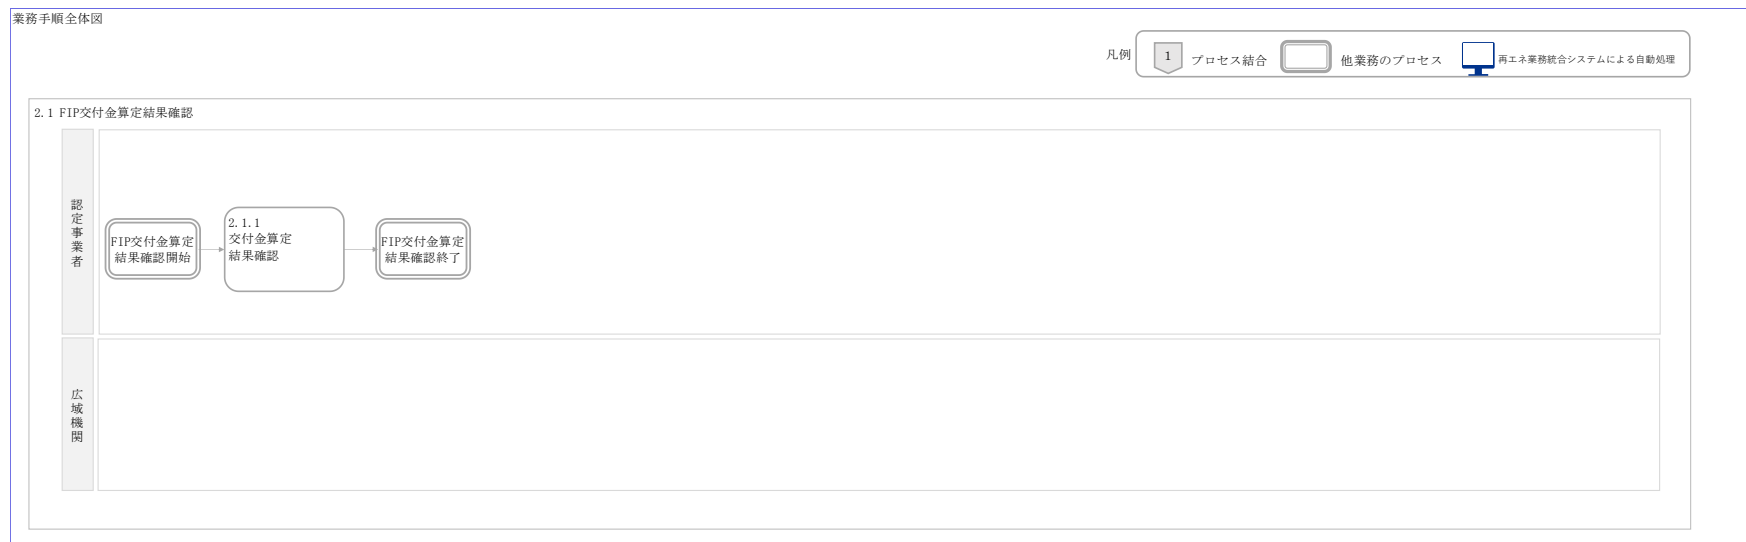 業務手順全体図
凡例
1
プロセス結合
他業務のプロセス
再エネ業務統合システムによる自動処理
2.1 FIP交付金算定結果確認
認定事業者
FIP交付金算定
結果確認開始
2.1.1
交付金算定
結果確認
FIP交付金算定
結果確認終了
広域機関